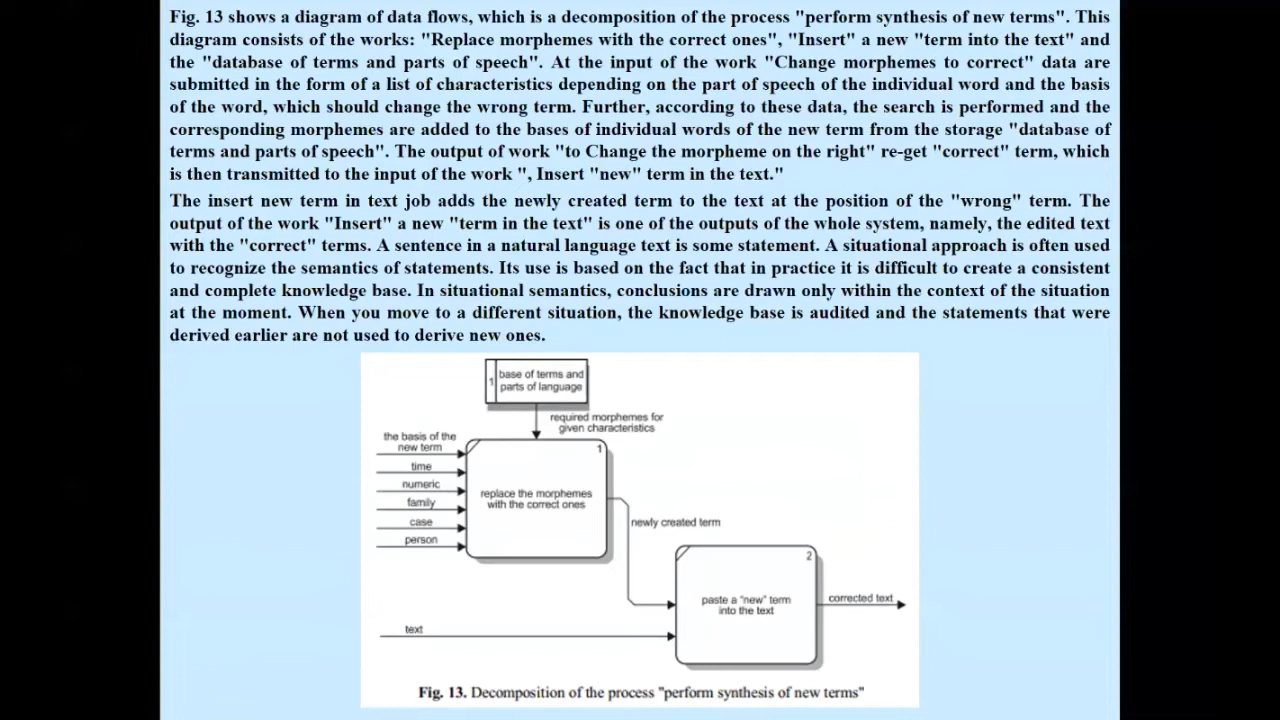 Fig. 13 shows a diagram of data flows, which is a decomposition of the process "perform synthesis of new terms". This
diagram consists of the works: "Replace morphemes with the correct ones", "Insert" a new "term into the text" and
the "database of terms and parts of speech". At the input of the work "Change morphemes to correct" data are
submitted in the form of a list of characteristics depending on the part of speech of the individual word and the basis
of the word, which should change the wrong term. Further, according to these data, the search is performed and the
corresponding morphemes are added to the bases of individual words of the new term from the storage "database of
terms and parts of speech". The output of work "to Change the morpheme on the right" re-get "correct" term, which
is then transmitted to the input of the work ", Insert "new" term in the text."
The insert new term in text job adds the newly created term to the text at the position of the "wrong" term. The
output of the work "Insert" a new "term in the text" is one of the outputs of the whole system, namely, the edited text
with the "correct" terms. A sentence in a natural language text is some statement. A situational approach is often used
to recognize the semantics of statements. Its use is based on the fact that in practice it is difficult to create a consistent
and complete knowledge base. In situational semantics, conclusions are drawn only within the context of the situation
at the moment. When you move to a different situation, the knowledge base is audited and the statements that were
derived earlier are not used to derive new ones.
1
base of terms and
parts of language
required morphemes for
given characteristics
the basis of the
new term
time
numeric
family
case
person
1
replace the morphemes
with the correct ones
newly created term
2
paste a "new" term
into the text
corrected text
text
Fig. 13. Decomposition of the process "perform synthesis of new terms"